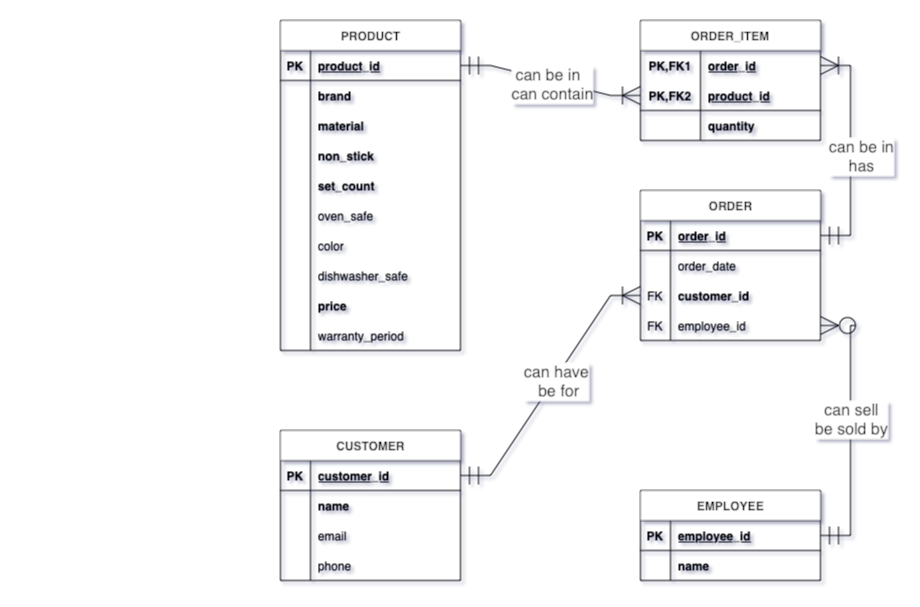 PRODUCT
PK product_id
brand
material
non_stick
set_count
oven_safe
color
dishwasher_safe
price
warranty_period
can be in
can contain
ORDER_ITEM
PK,FK1 order_id
PK,FK2 product_id
quantity
can be in
has
ORDER
PK order_id
order_date
FK customer_id
FK employee_id
can have
be for
can sell
be sold by
CUSTOMER
PK customer_id
name
email
phone
EMPLOYEE
PK employee_id
name